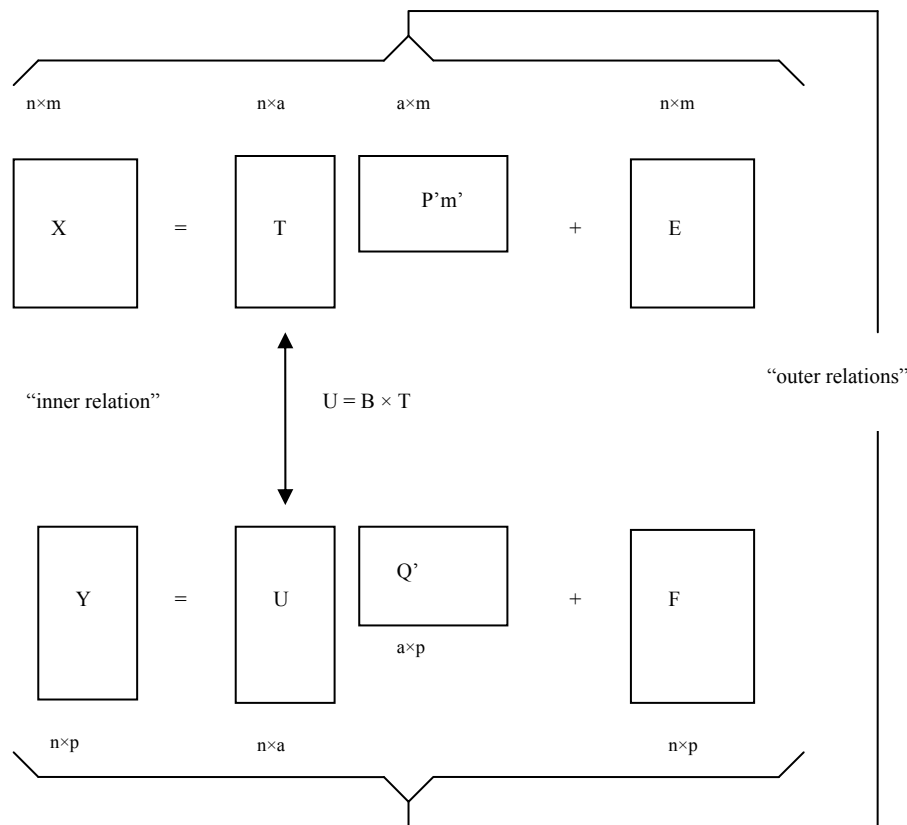 n×m n×a a×m n×m
X = T P’m’ + E
“outer relations”
“inner relation” U = B × T
Y = U Q’ + F
a×p
n×p n×a n×p